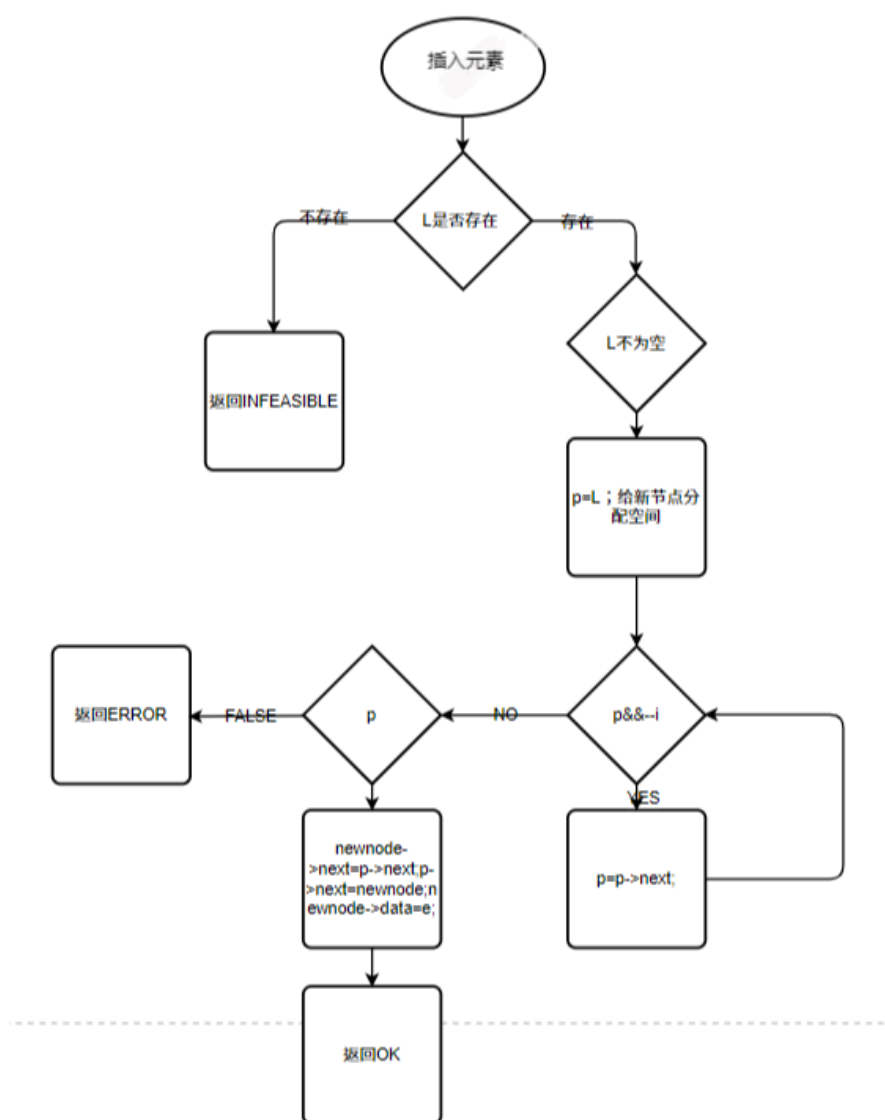 插入元素
L是否存在
不存在
存在
L不为空
返回INFEASIBLE
p=L；给新节点分
配空间
返回ERROR
FALSE
p
NO
p&&--i
YES
newnode-
>next=p->next;p-
>next=newnode;n
ewnode->data=e;
p=p->next;
返回OK